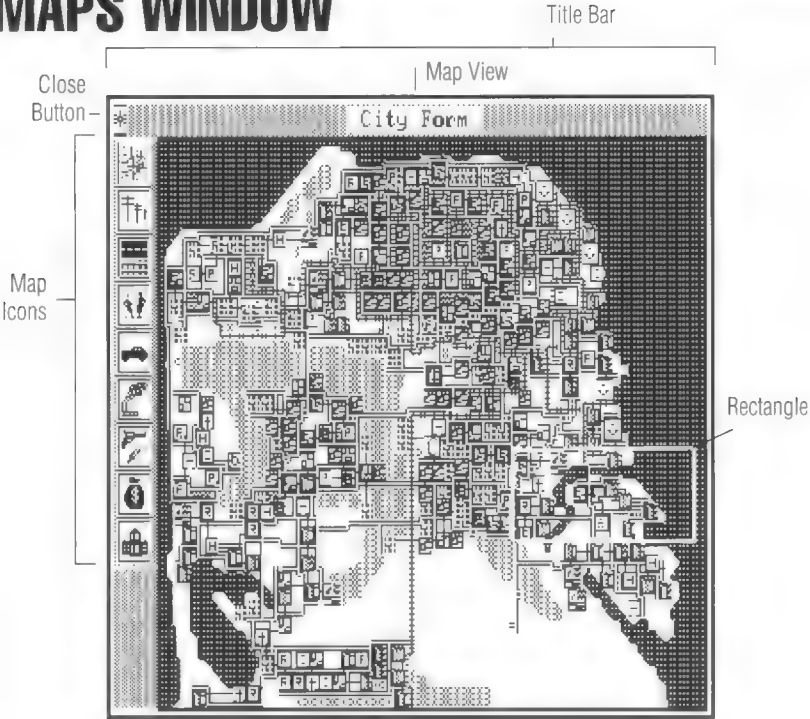 MAPS WINDOW
Title Bar
Map View
Close
Button
City Form
Map
Icons
Rectangle